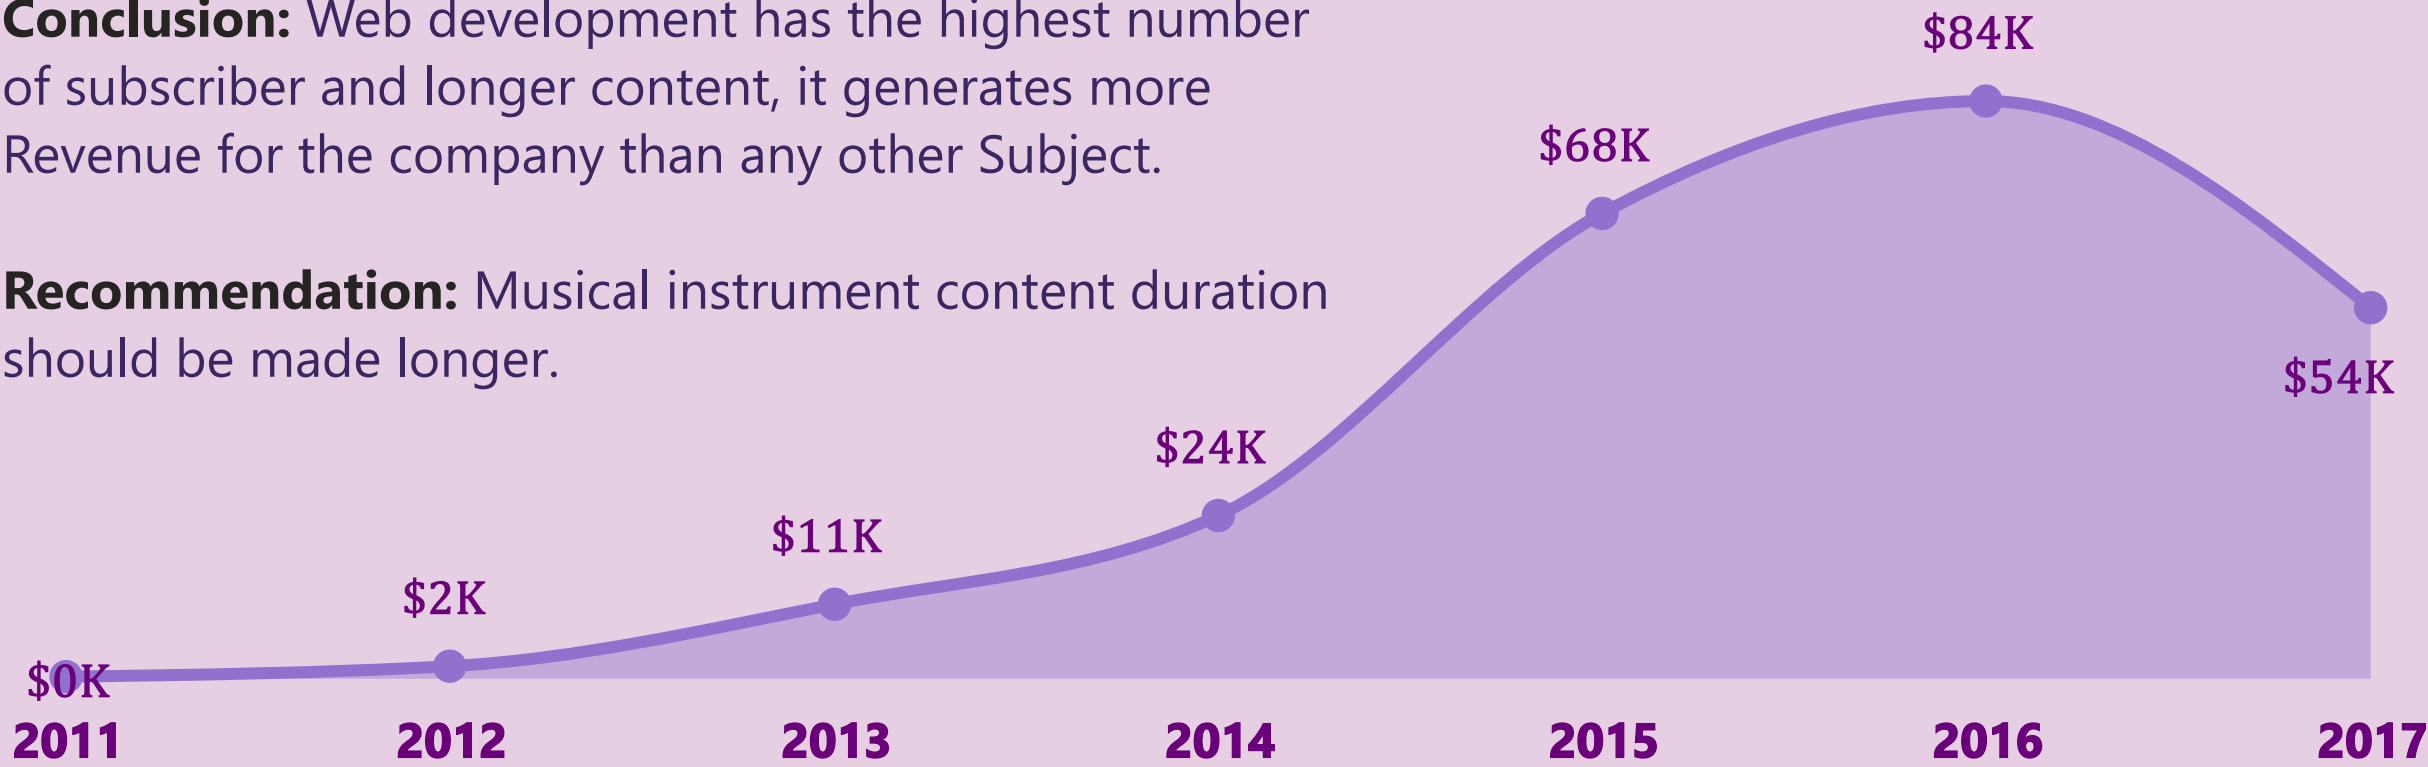 Conclusion: Web development has the highest number
of subscriber and longer content, it generates more
Revenue for the company than any other Subject.
Recommendation: Musical instrument content duration
should be made longer.
$0K
$2K
$11K
$24K
$68K
$84K
$54K
2011 2012 2013 2014 2015 2016 2017